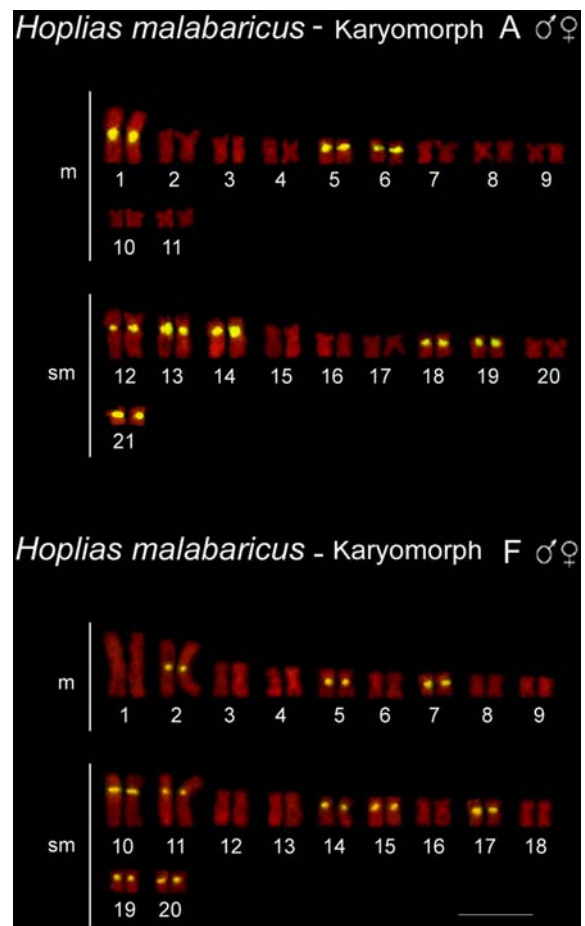 Hoplias malabaricus - Karyomorph A ♂♀
m
1 2 3 4 5 6 7 8 9
10 11
sm
12 13 14 15 16 17 18 19 20
21
Hoplias malabaricus - Karyomorph F ♂♀
m
1 2 3 4 5 6 7 8 9
sm
10 11 12 13 14 15 16 17 18
19 20